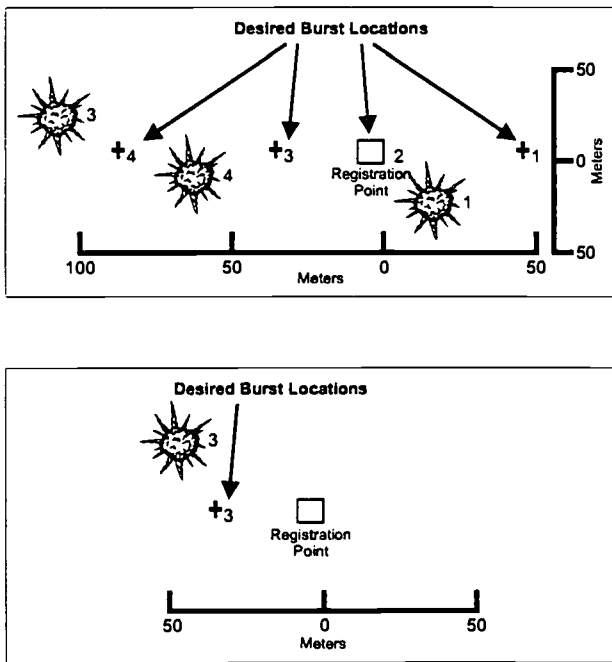 Desired Burst Locations
50
3
4
3
2
1
4
Registration
Point
1
0
Meters
50
100
50
0
50
Meters
Desired Burst Locations
3
3
Registration
Point
50
0
50
Meters